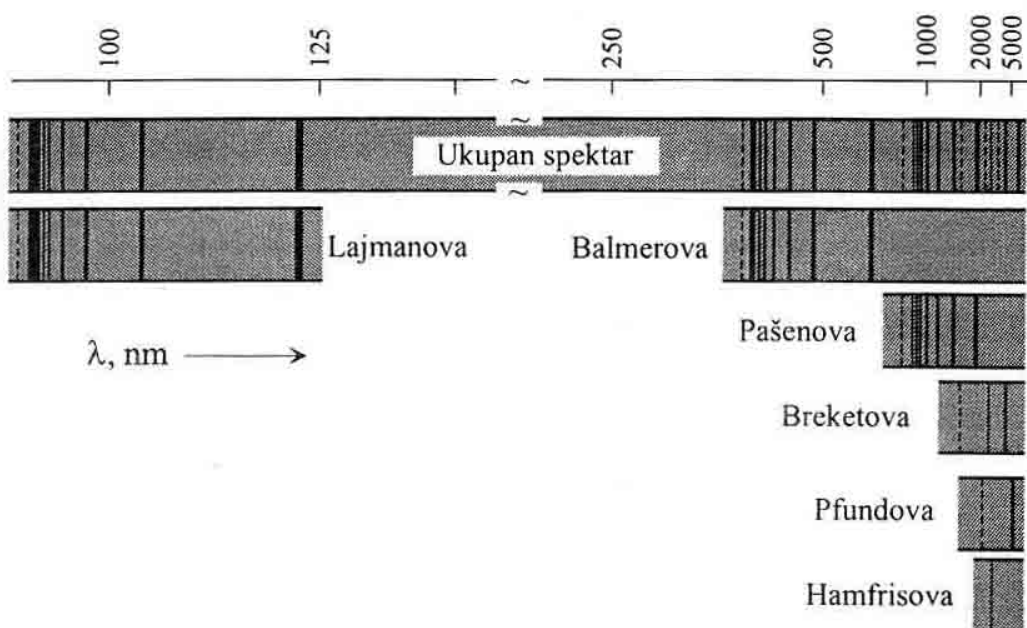 100 125 250 500 1000 2000 5000
~ ~
~
Ukupan spektar
~
Lajmanova Balmerova
Pašenova
λ, nm
Breketova
Pfundova
Hamfrisova